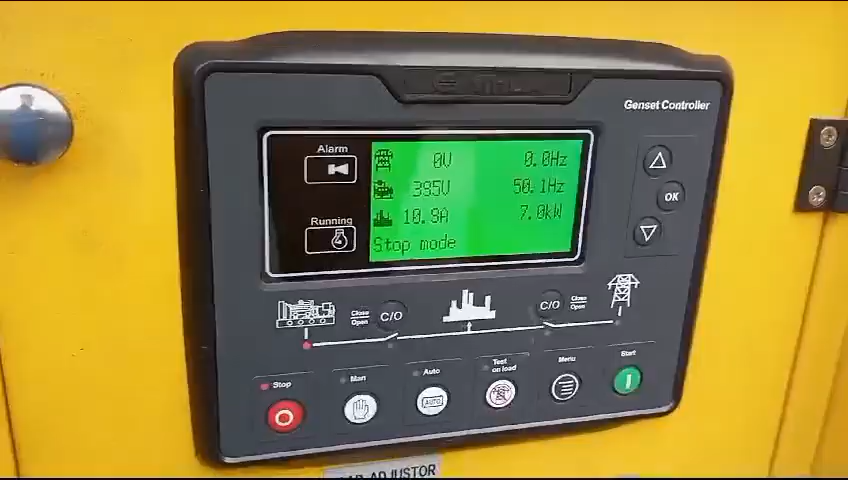 Genset Controller
Alarm
0V 0.0Hz
395V 50.1Hz
Running
10.9A 7.0kW
Stop mode
OK
Close
Open
C/O
C/O
Close
Open
Stop
Man
Auto
Test
on load
Menu
Start
AUTO
ADJUSTOR